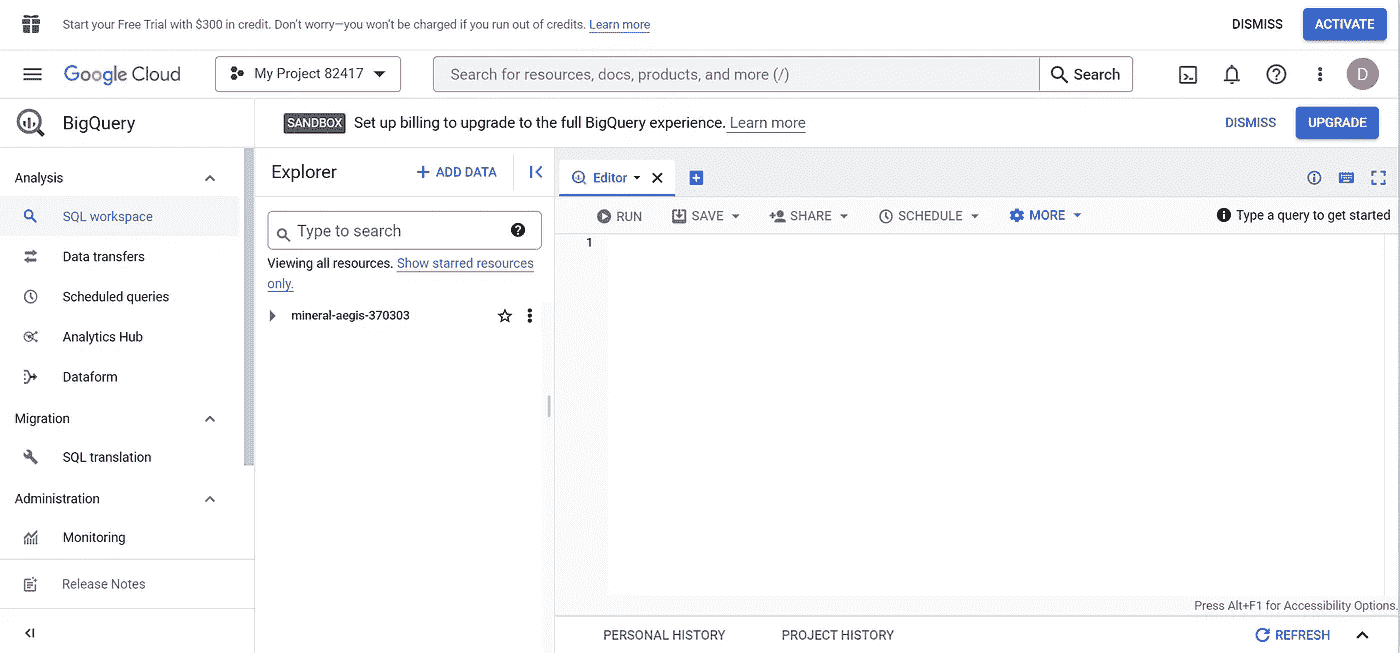 Start your Free Trial with $300 in credit. Don't worry—you won't be charged if you run out of credits. Learn more
DISMISS
ACTIVATE
Google Cloud
My Project 82417
Search for resources, docs, products, and more (/)
Search
D
BigQuery
SANDBOX Set up billing to upgrade to the full BigQuery experience. Learn more
DISMISS
UPGRADE
Analysis
SQL workspace
Data transfers
Scheduled queries
Analytics Hub
Dataform
Migration
SQL translation
Administration
Monitoring
Release Notes
Explorer
+ ADD DATA
Type to search
Viewing all resources. Show starred resources
only.
mineral-aegis-370303
Editor
RUN
SAVE
SHARE
SCHEDULE
MORE
Type a query to get started
1
Press Alt+F1 for Accessibility Options.
PERSONAL HISTORY
PROJECT HISTORY
REFRESH